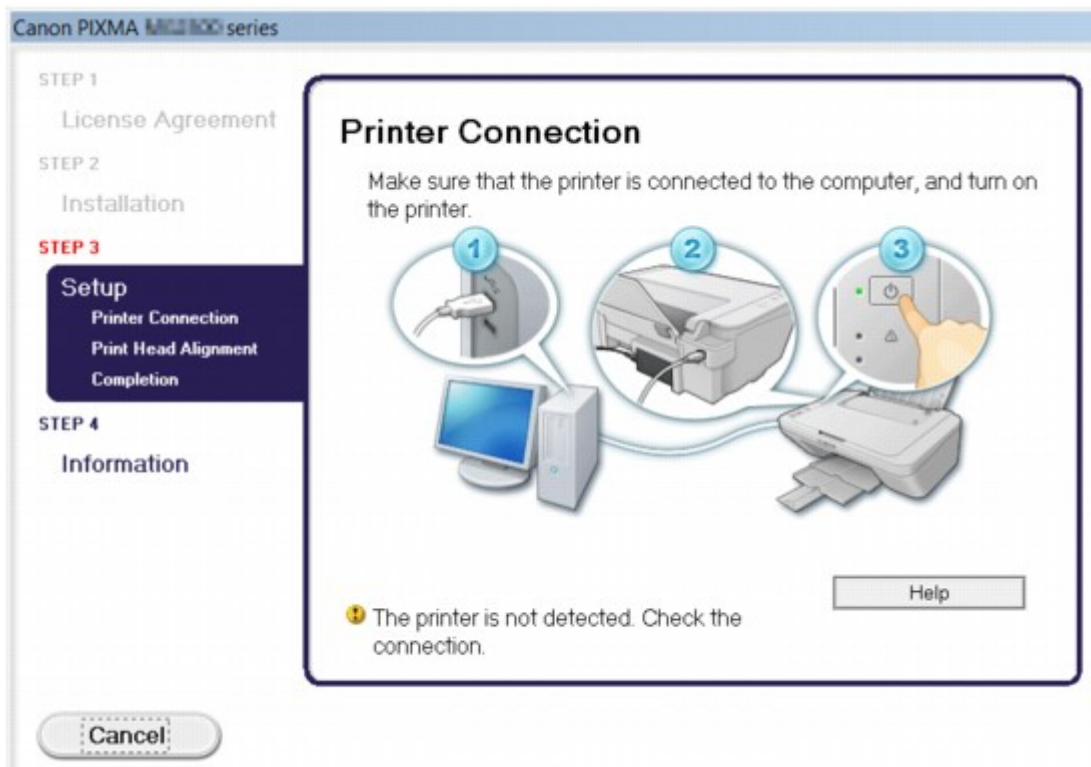 Canon PIXMA series
STEP 1
License Agreement
STEP 2
Installation
STEP 3
Setup
Printer Connection
Print Head Alignment
Completion
STEP 4
Information
Printer Connection
Make sure that the printer is connected to the computer, and turn on
the printer.
1
2
3
Help
The printer is not detected. Check the
connection.
Cancel